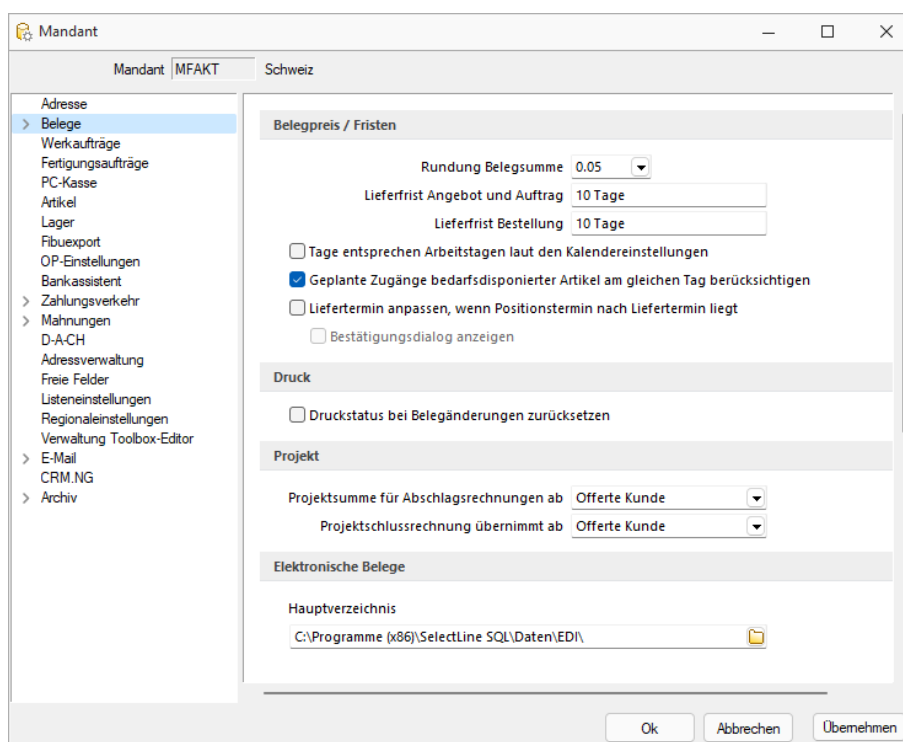 Mandant
Mandant MFAKT Schweiz
Adresse
Belege
Werkaufträge
Fertigungsaufträge
PC-Kasse
Artikel
Lager
Fibuexport
OP-Einstellungen
Bankassistent
Zahlungsverkehr
Mahnungen
D-A-CH
Adressverwaltung
Freie Felder
Listeneinstellungen
Regionaleinstellungen
Verwaltung Toolbox-Editor
E-Mail
CRM.NG
Archiv
Belegpreis / Fristen
Rundung Belegsumme 0.05
Lieferfrist Angebot und Auftrag 10 Tage
Lieferfrist Bestellung 10 Tage
Tage entsprechen Arbeitstagen laut den Kalendereinstellungen
Geplante Zugänge bedarfsdisponierter Artikel am gleichen Tag berücksichtigen
Liefertermin anpassen, wenn Positionstermin nach Liefertermin liegt
Bestätigungsdialog anzeigen
Druck
Druckstatus bei Belegänderungen zurücksetzen
Projekt
Projektsumme für Abschlagsrechnungen ab Offerte Kunde
Projektschlussrechnung übernimmt ab Offerte Kunde
Elektronische Belege
Hauptverzeichnis
C:\Programme (x86)\SelectLine SQL\Daten\EDI\
Ok Abbrechen Übernehmen